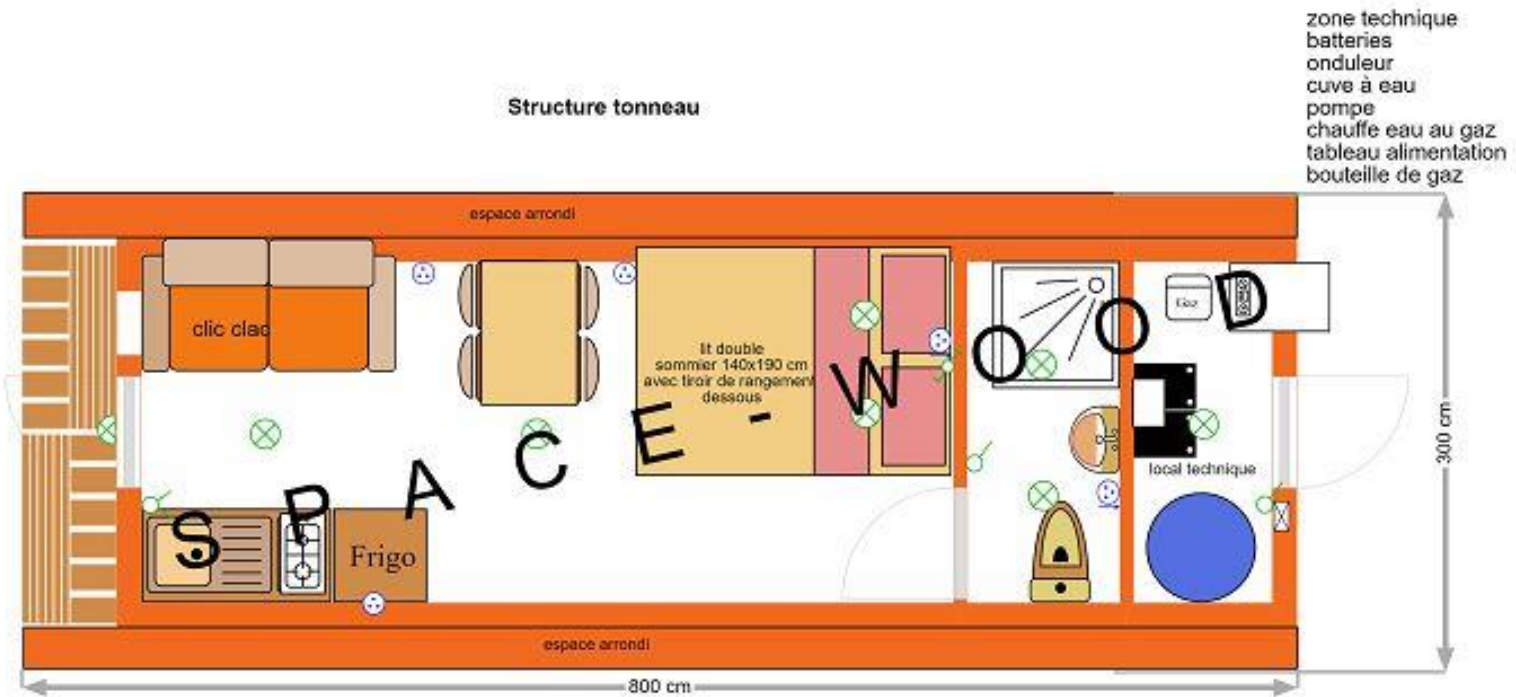 zone technique
batteries
onduleur
cuve à eau
pompe
chauffe eau au gaz
tableau alimentation
bouteille de gaz
Structure tonneau
espace arrondi
clic clac
lit double
sommier 140x190 cm
avec tiroir de rangement
dessous
Gaz
local technique
300 cm
SPACE-WOOD
Frigo
espace arrondi
800 cm